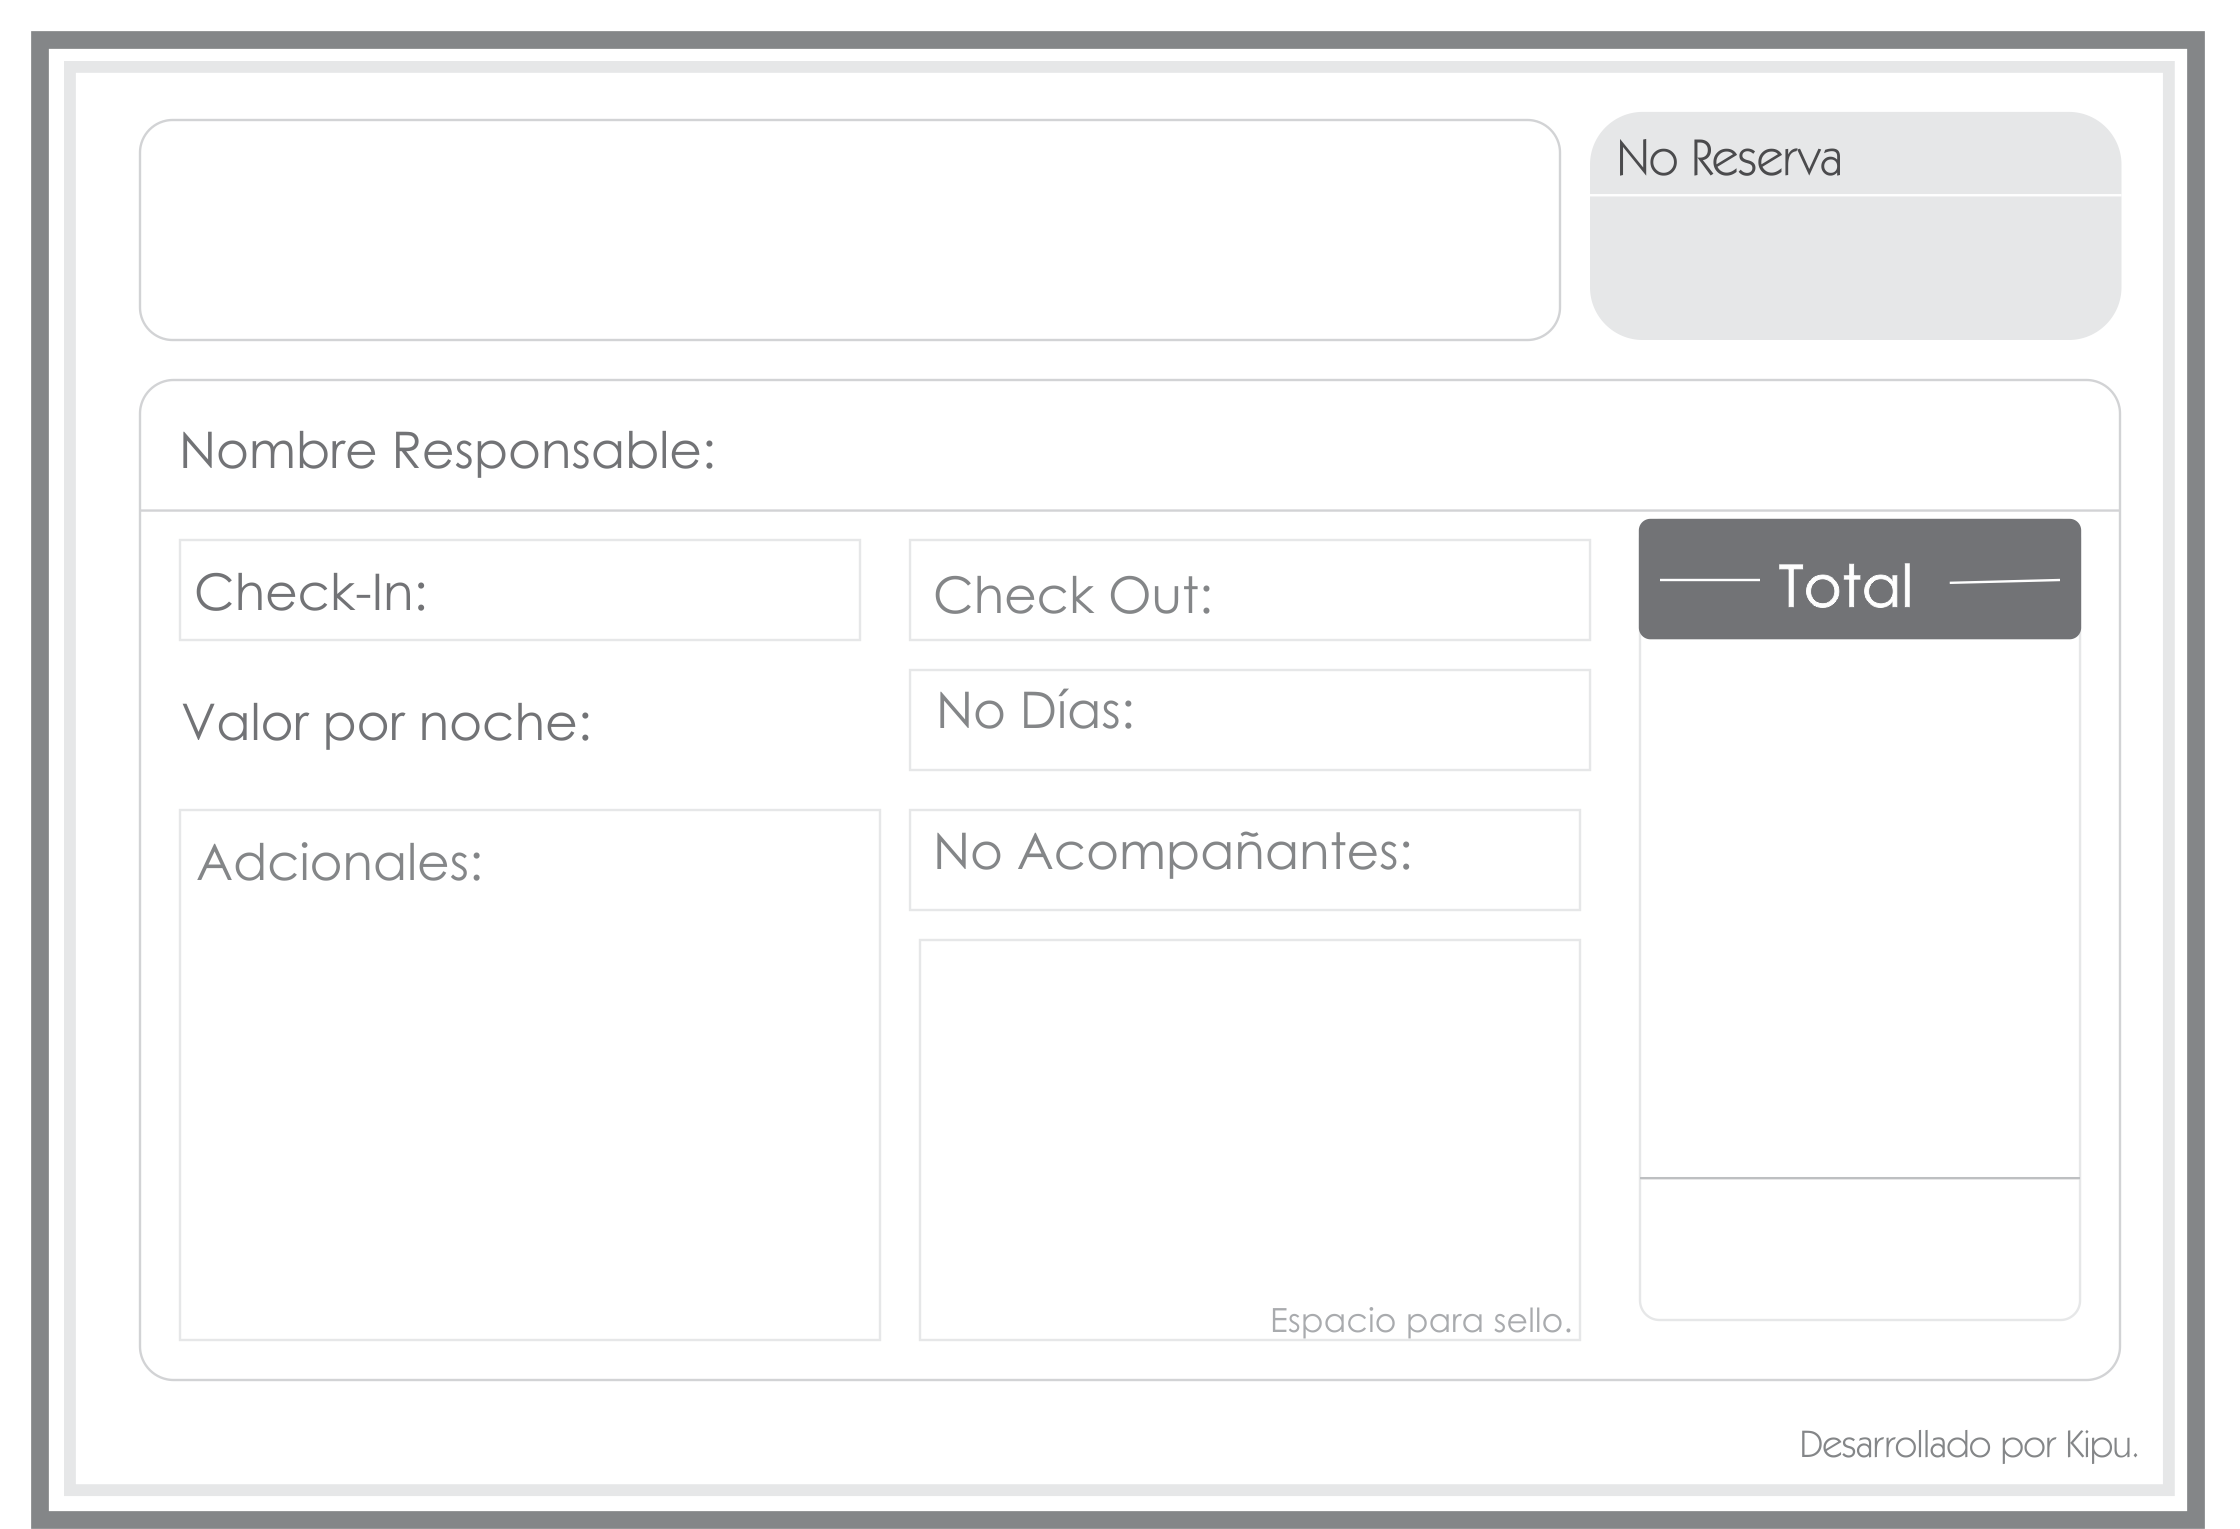 No Reserva
Nombre Responsable:
Check-In:
Check Out:
Total
Valor por noche:
No Días:
Adcionales:
No Acompañantes:
Espacio para sello.
Desarrollado por Kipu.